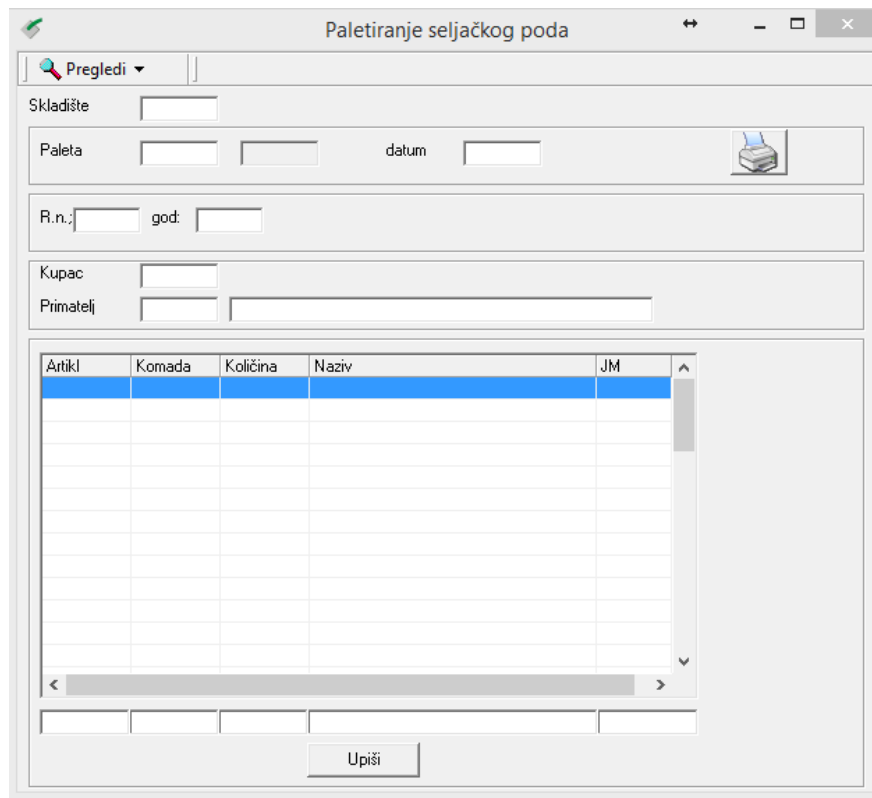 Paletiranje seljačkog poda
Pregledi
Skladište
Paleta datum
R.n.; god:
Kupac
Primatelj
Artikl Komada Količina Naziv JM
Upiši